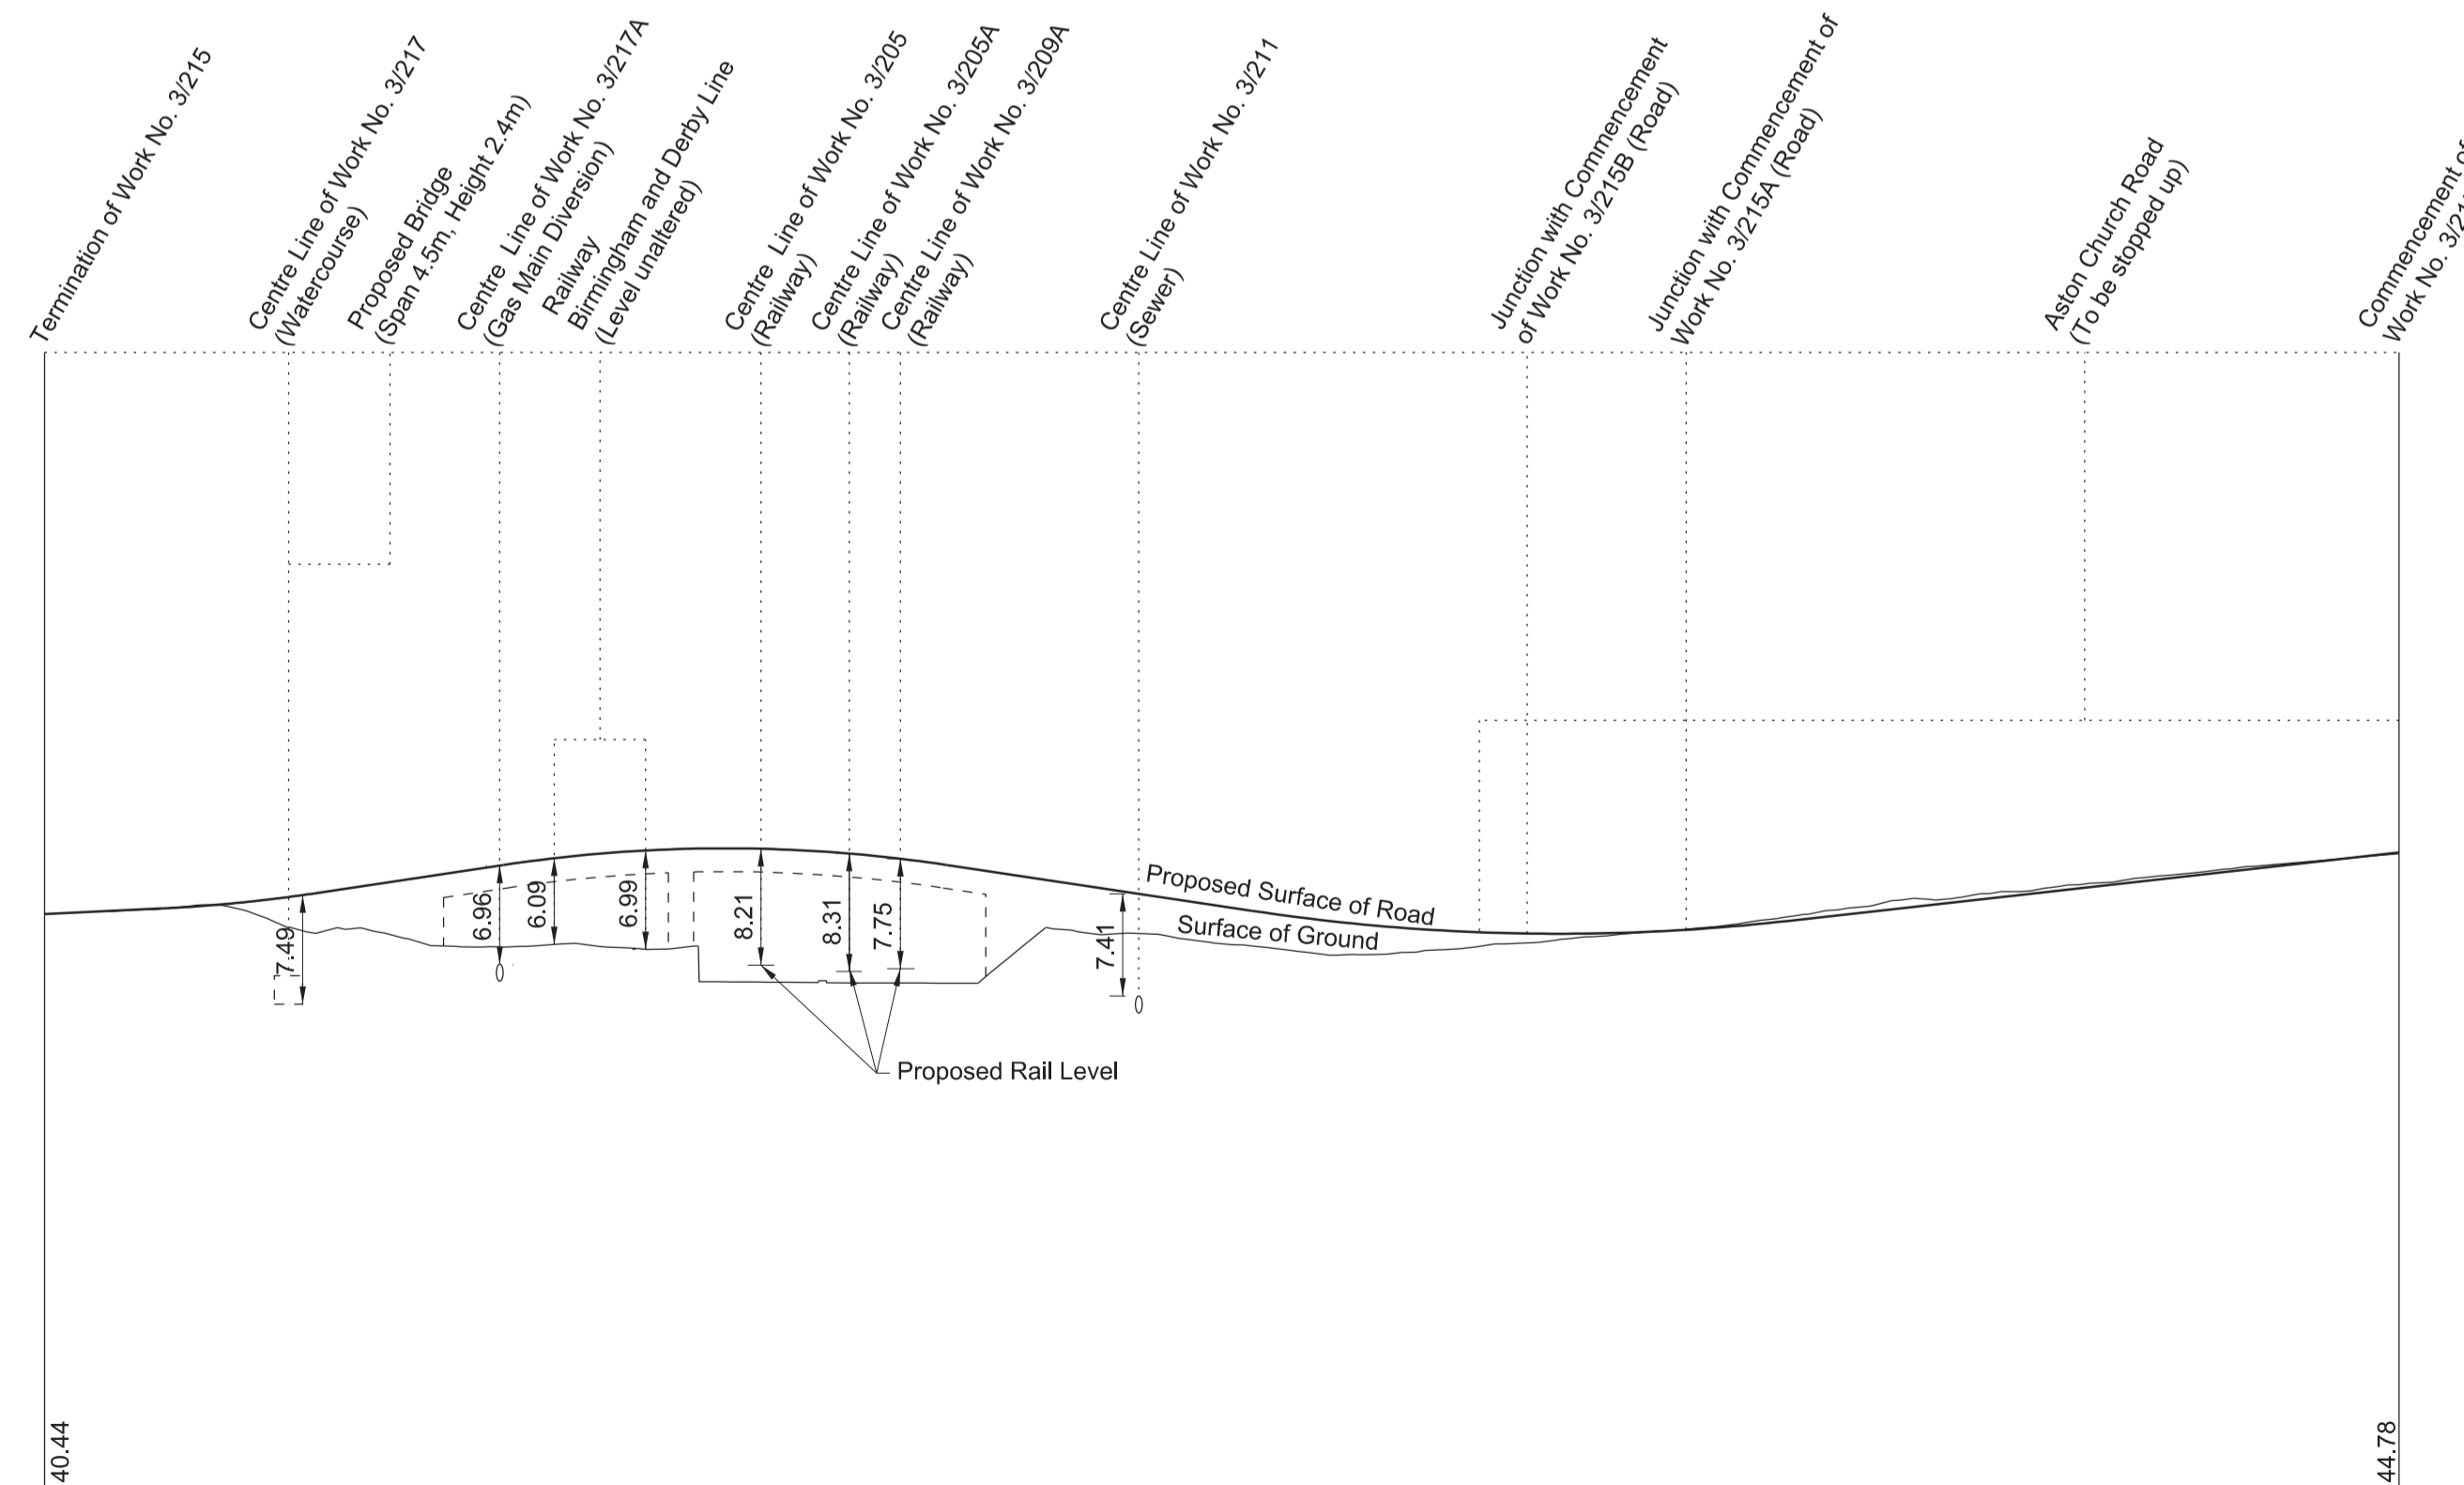 Termination of Work No. 3/215
Centre Line of Work No. 3/217
(Watercourse)
Proposed Bridge
(Span 4.5m, Height 2.4m)
Centre Line of Work No. 3/217A
(Gas Main Diversion)
Railway
Birmingham and Derby Line
(Level unaltered)
Centre Line of Work No. 3/205
(Railway)
Centre Line of Work No. 3/205A
(Railway)
Centre Line of Work No. 3/209A
(Railway)
Centre Line of Work No. 3/211
(Sewer)
Junction with Commencement
of Work No. 3/215B (Road)
Junction with Commencement of
Work No. 3/215A (Road)
Aston Church Road
(To be stopped up)
Commencement of
Work No.
7.49
6.96
6.09
6.99
8.21
8.31
7.75
7.41
Proposed Surface of Road
Surface of Ground
Proposed Rail Level
40.44
44.78